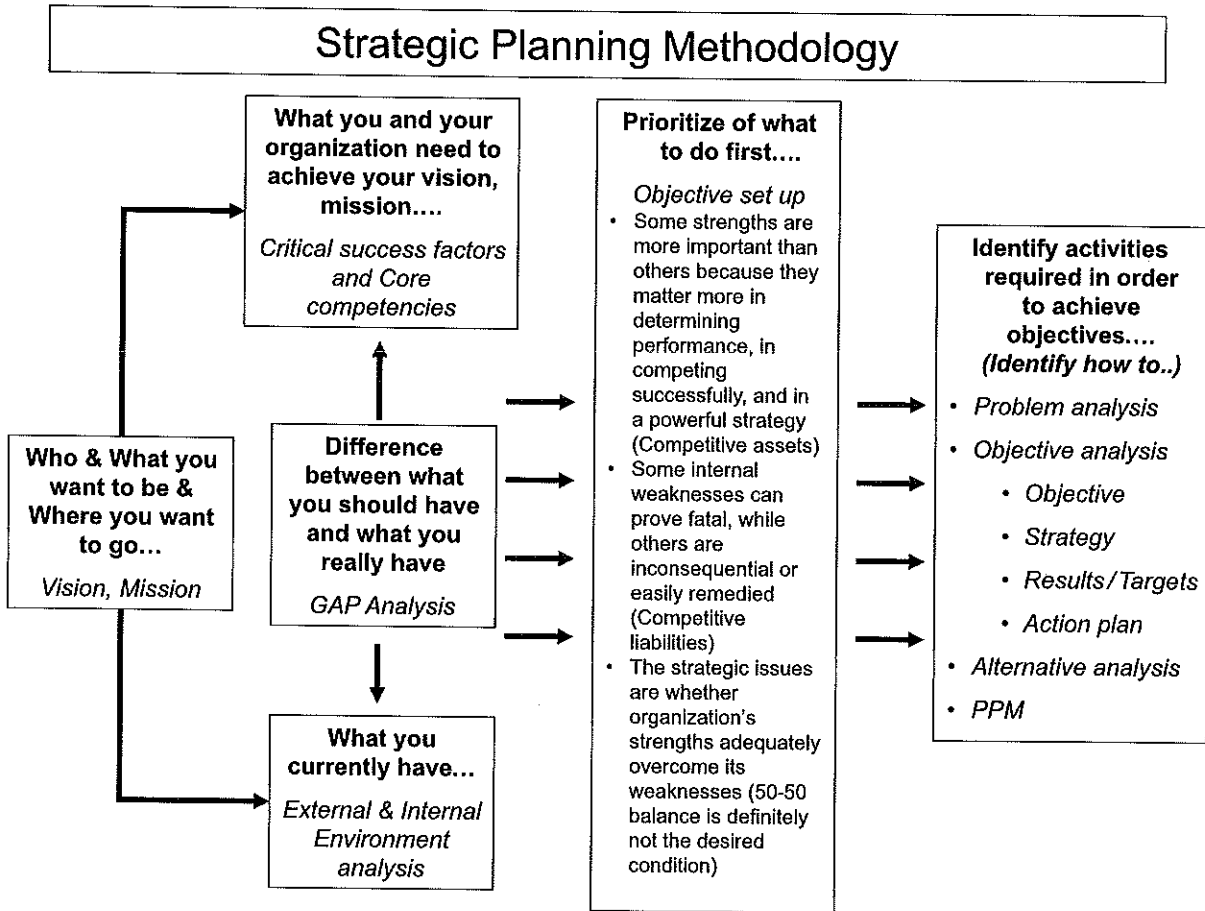 Strategic Planning Methodology
What you and your
organization need to
achieve your vision,
mission....
Critical success factors
and Core
competencies
Who & What you
want to be &
Where you want
to go...
Vision, Mission
Difference
between what
you should have
and what you
really have
GAP Analysis
What you
currently have...
External & Internal
Environment
analysis
Prioritize of what
to do first....
Objective set up
• Some strengths are
more important than
others because they
matter more in
determining
performance, in
competing
successfully, and in
a powerful strategy
(Competitive assets)
• Some internal
weaknesses can
prove fatal, while
others are
inconsequential or
easily remedied
(Competitive
liabilities)
• The strategic issues
are whether
organization's
strengths adequately
overcome its
weaknesses (50-50
balance is definitely
not the desired
condition)
Identify activities
required in order
to achieve
objectives....
(Identify how to..)
• Problem analysis
• Objective analysis
• Objective
• Strategy
• Results/Targets
• Action plan
• Alternative analysis
• PPM